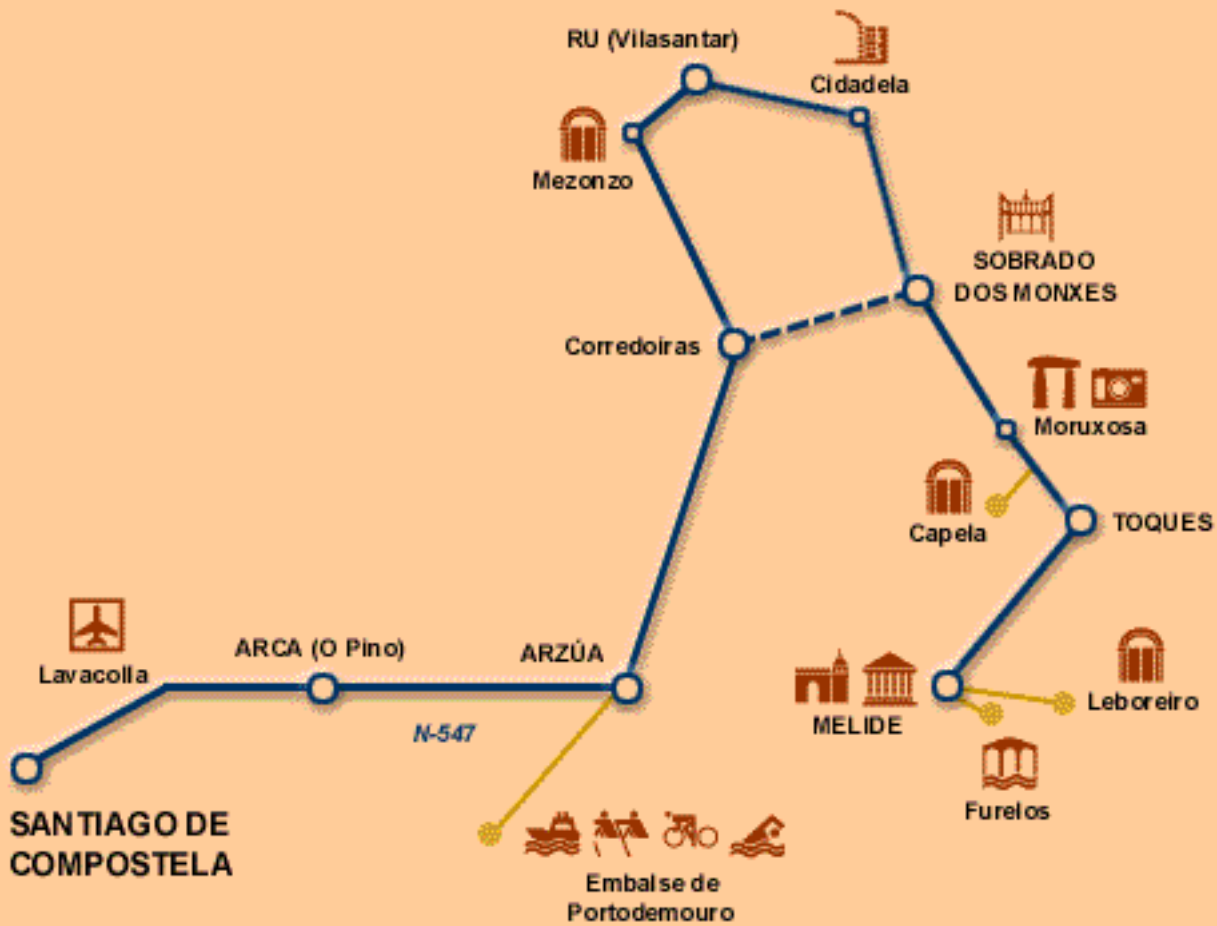 RU (Vilasantar)
Cidadela
Mezonzo
SOBRADO
DOS MONXES
Corredoiras
Moruxosa
Capela
TOQUES
Lavacolla
ARCA (O Pino)
ARZÚA
N-547
MELIDE
Leboreiro
Furelos
SANTIAGO DE
COMPOSTELA
Embalse de
Portodemouro